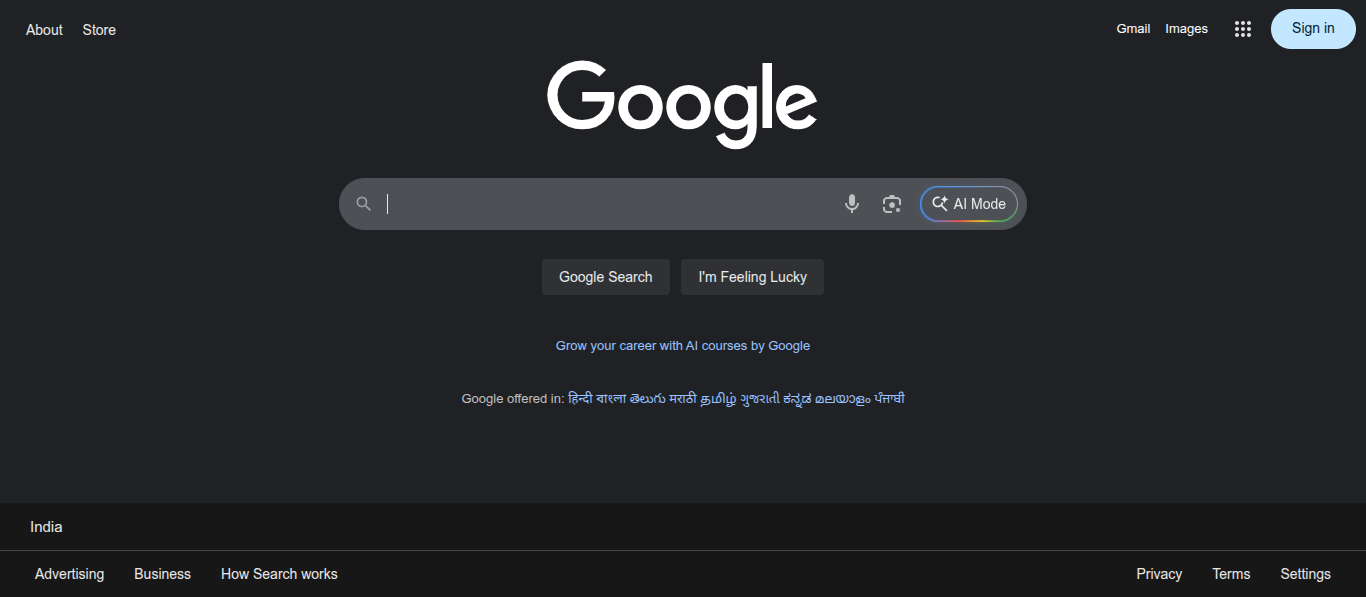 About Store Gmail Images Sign in
Google
AI Mode
Google Search I'm Feeling Lucky
Grow your career with AI courses by Google
Google offered in: हिन्दी বাংলা తెలుగు मराठी தமிழ் ગુજરાતી ಕನ್ನಡ മലയാളം ਪੰਜਾਬੀ
India
Advertising Business How Search works Privacy Terms Settings